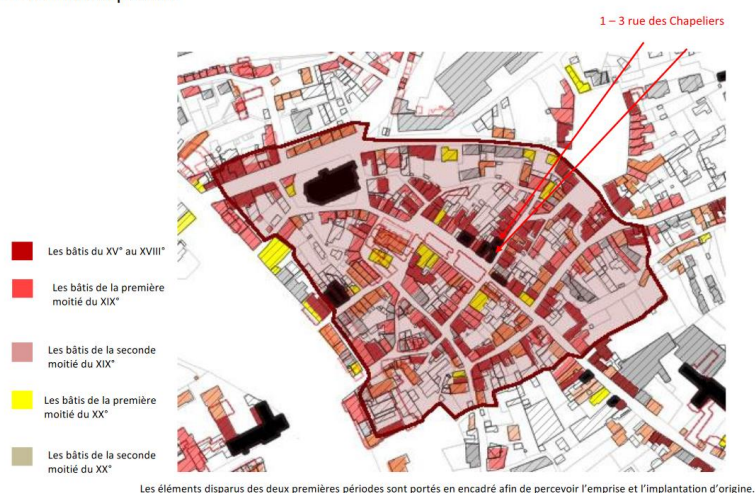 1 – 3 rue des Chapeliers
Les bâtis du XV° au XVIII°
Les bâtis de la première
moitié du XIX°
Les bâtis de la seconde
moitié du XIX°
Les bâtis de la première
moitié du XX°
Les bâtis de la seconde
moitié du XX°
Les éléments disparus des deux premières périodes sont portés en encadré afin de percevoir l’emprise et l’implantation d’origine.